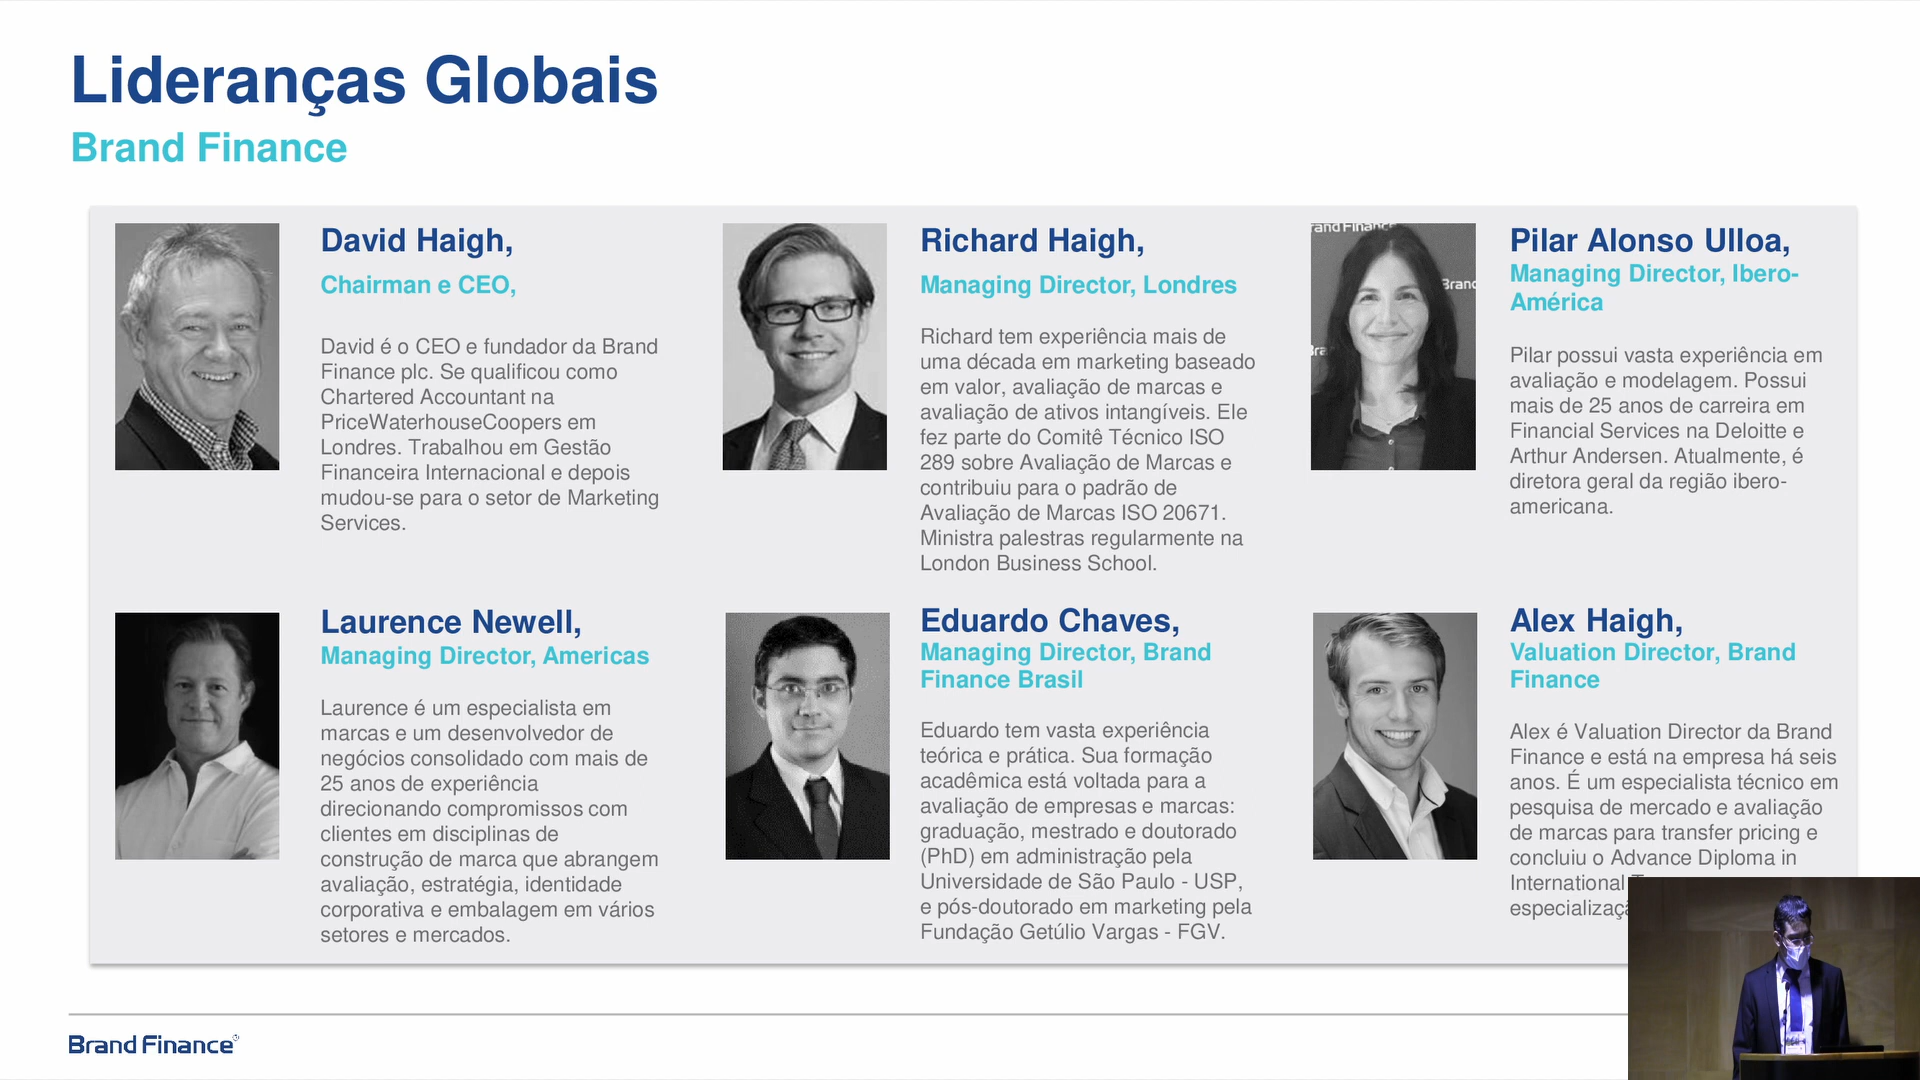 Lideranças Globais
Brand Finance
David Haigh,
Chairman e CEO,
David é o CEO e fundador da Brand
Finance plc. Se qualificou como
Chartered Accountant na
PriceWaterhouseCoopers em
Londres. Trabalhou em Gestão
Financeira Internacional e depois
mudou-se para o setor de Marketing
Services.
Richard Haigh,
Managing Director, Londres
Richard tem experiência mais de
uma década em marketing baseado
em valor, avaliação de marcas e
avaliação de ativos intangíveis. Ele
fez parte do Comitê Técnico ISO
289 sobre Avaliação de Marcas e
contribuiu para o padrão de
Avaliação de Marcas ISO 20671.
Ministra palestras regularmente na
London Business School.
rand Finance
Brand
Bra
Pilar Alonso Ulloa,
Managing Director, Ibero-
América
Pilar possui vasta experiência em
avaliação e modelagem. Possui
mais de 25 anos de carreira em
Financial Services na Deloitte e
Arthur Andersen. Atualmente, é
diretora geral da região ibero-
americana.
Laurence Newell,
Managing Director, Americas
Laurence é um especialista em
marcas e um desenvolvedor de
negócios consolidado com mais de
25 anos de experiência
direcionando compromissos com
clientes em disciplinas de
construção de marca que abrangem
avaliação, estratégia, identidade
corporativa e embalagem em vários
setores e mercados.
Eduardo Chaves,
Managing Director, Brand
Finance Brasil
Eduardo tem vasta experiência
teórica e prática. Sua formação
acadêmica está voltada para a
avaliação de empresas e marcas:
graduação, mestrado e doutorado
(PhD) em administração pela
Universidade de São Paulo - USP,
e pós-doutorado em marketing pela
Fundação Getúlio Vargas - FGV.
Alex Haigh,
Valuation Director, Brand
Finance
Alex é Valuation Director da Brand
Finance e está na empresa há seis
anos. É um especialista técnico em
pesquisa de mercado e avaliação
de marcas para transfer pricing e
concluiu o Advance Diploma in
International
Brand Finance®